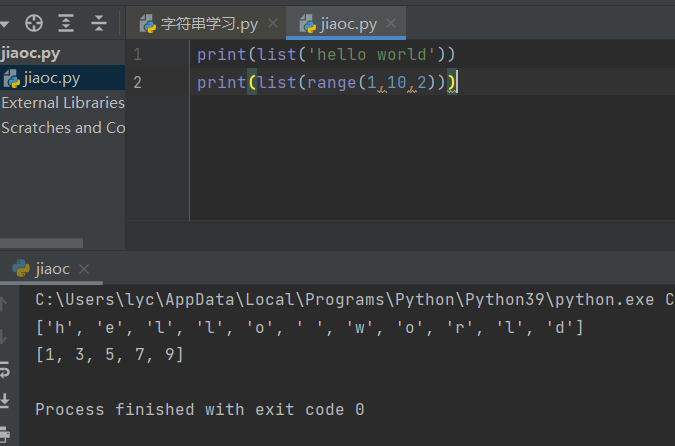 字符串学习.py
jiaoc.py
jiaoc.py
jiaoc.py
External Libraries
Scratches and Co
1 print(list('hello world'))
2 print(list(range(1,10,2)))
jiaoc
C:\Users\lyc\AppData\Local\Programs\Python\Python39\python.exe C
['h', 'e', 'l', 'l', 'o', ' ', 'w', 'o', 'r', 'l', 'd']
[1, 3, 5, 7, 9]
Process finished with exit code 0